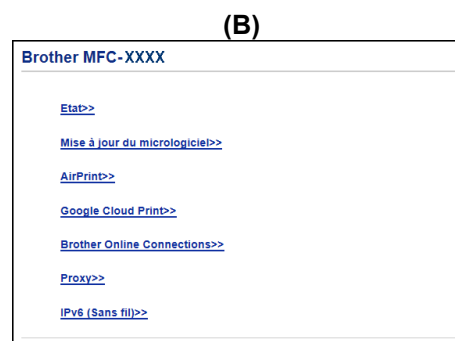 (B)
Brother MFC-XXXX
Etat>>
Mise à jour du micrologiciel>>
AirPrint>>
Google Cloud Print>>
Brother Online Connections>>
Proxy>>
IPv6 (Sans fil)>>